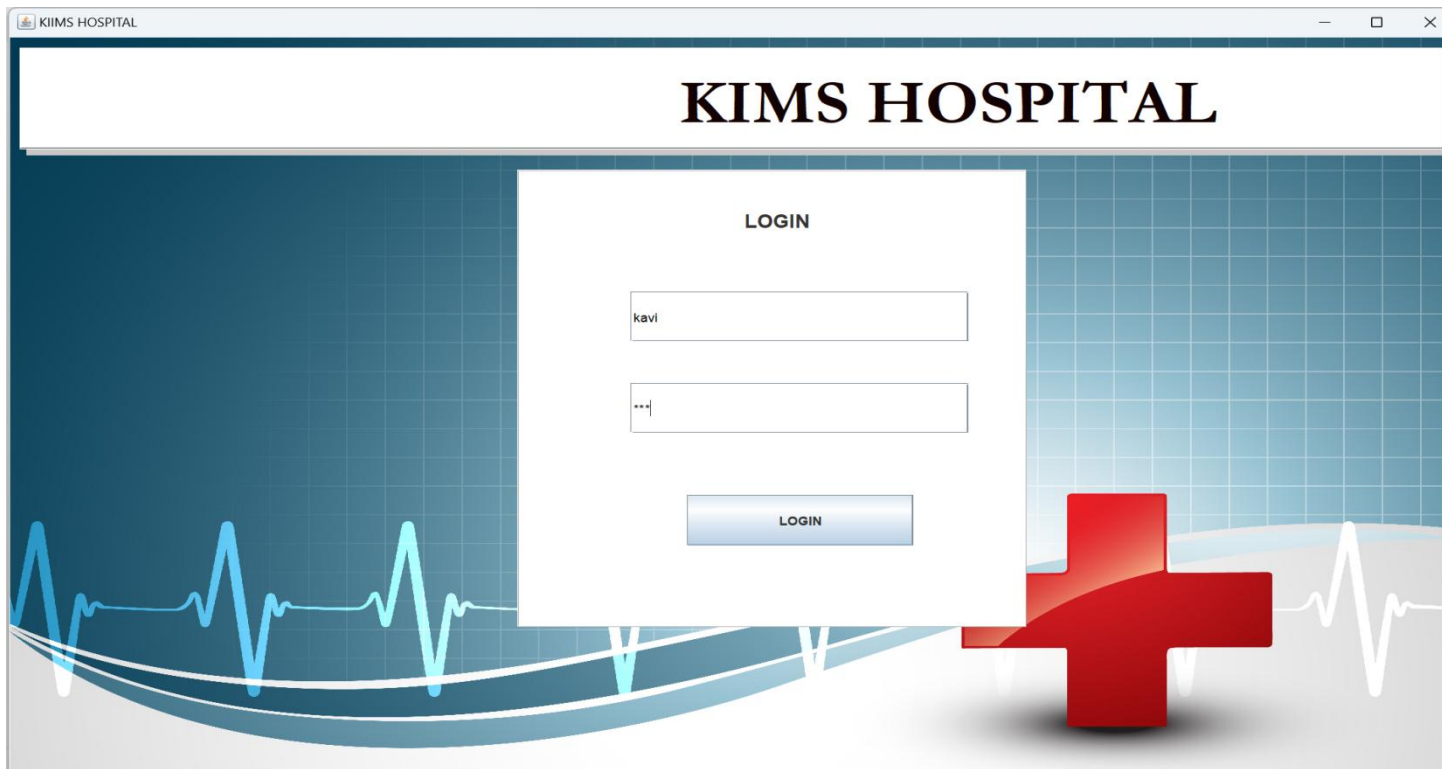 KIIMS HOSPITAL
KIMS HOSPITAL
LOGIN
kavi
***
LOGIN